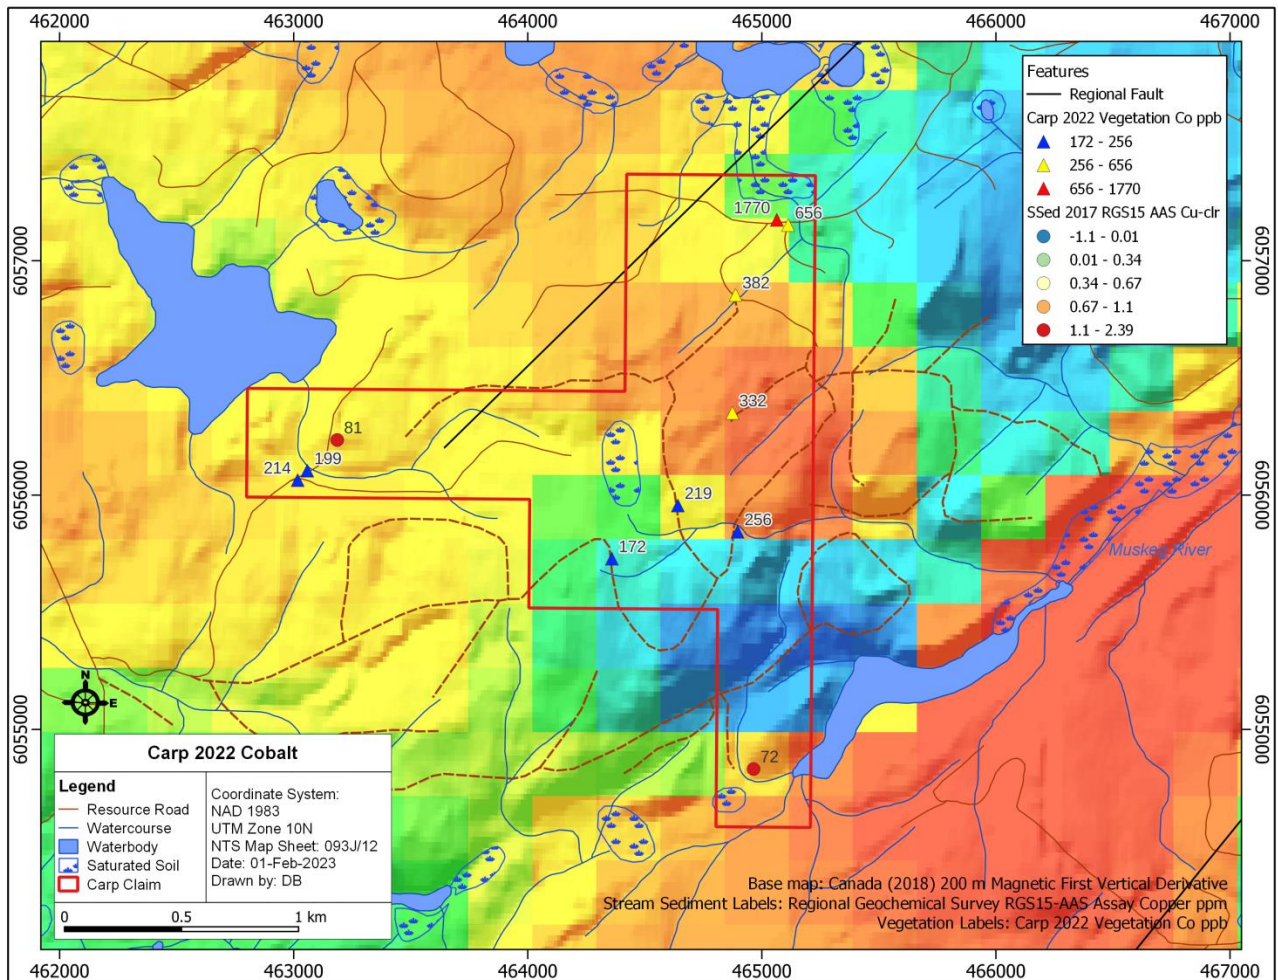 462000 463000 464000 465000 466000 467000
Features
Regional Fault
Carp 2022 Vegetation Co ppb
172 - 256
256 - 656
656 - 1770
SSed 2017 RGS15 AAS Cu-clr
-1.1 - 0.01
0.01 - 0.34
0.34 - 0.67
0.67 - 1.1
1.1 - 2.39
1770
656
6057000
6057000
382
332
81
214
199
6056000
6056000
219
256
172
Muskeg River
N
E
6055000
6055000
72
Carp 2022 Cobalt
Legend
Resource Road
Watercourse
Waterbody
Saturated Soil
Carp Claim
Coordinate System:
NAD 1983
UTM Zone 10N
NTS Map Sheet: 093J/12
Date: 01-Feb-2023
Drawn by: DB
0 0.5 1 km
Base map: Canada (2018) 200 m Magnetic First Vertical Derivative
Stream Sediment Labels: Regional Geochemical Survey RGS15-AAS Assay Copper ppm
Vegetation Labels: Carp 2022 Vegetation Co ppb
462000 463000 464000 465000 466000 467000